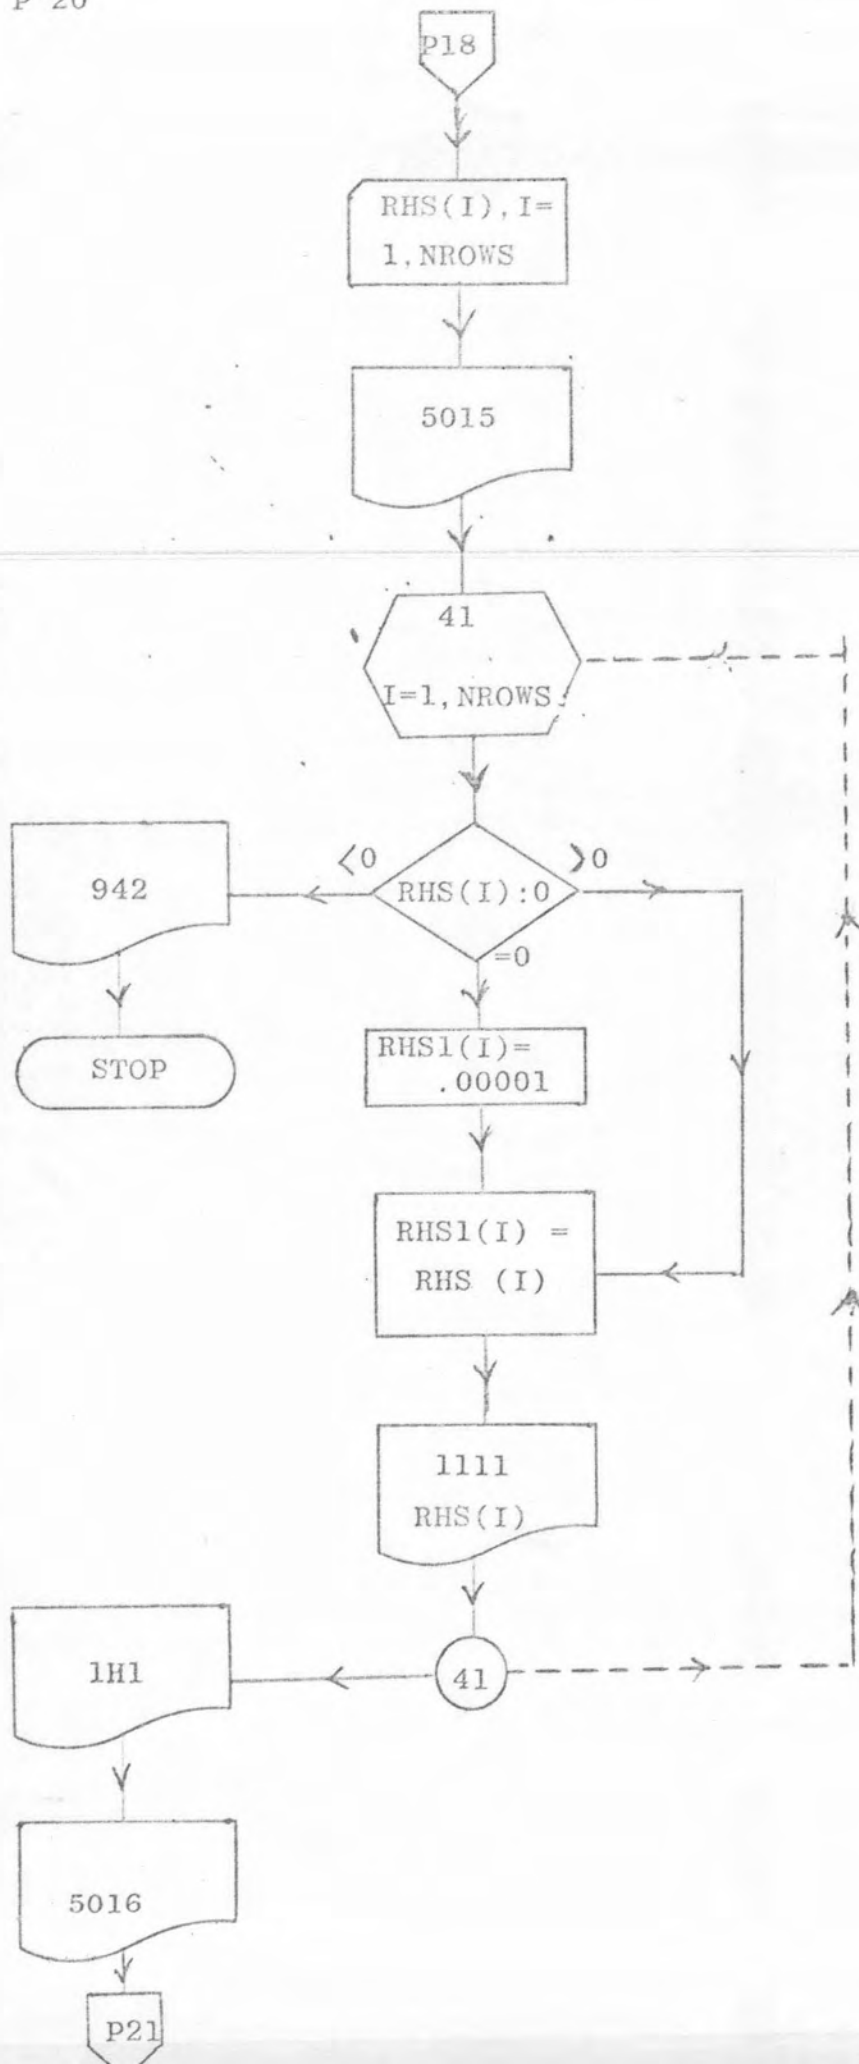 P 20
P18
RHS(I),I=
1,NROWS
5015
41
I=1,NROWS
<0
>0
942
RHS(I):0
=0
STOP
RHS1(I)=
.00001
RHS1(I) =
RHS (I)
1111
RHS(I)
1H1
41
5016
P21